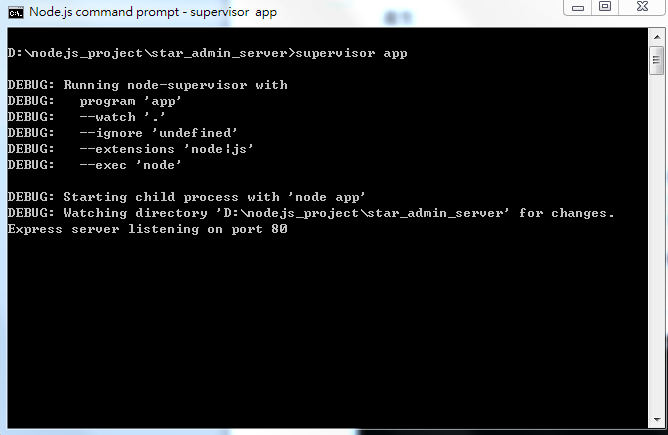 Node.js command prompt - supervisor app
D:\nodejs_project\star_admin_server>supervisor app
DEBUG: Running node-supervisor with
DEBUG:   program 'app'
DEBUG:   --watch '.'
DEBUG:   --ignore 'undefined'
DEBUG:   --extensions 'node|js'
DEBUG:   --exec 'node'
DEBUG: Starting child process with 'node app'
DEBUG: Watching directory 'D:\nodejs_project\star_admin_server' for changes.
Express server listening on port 80